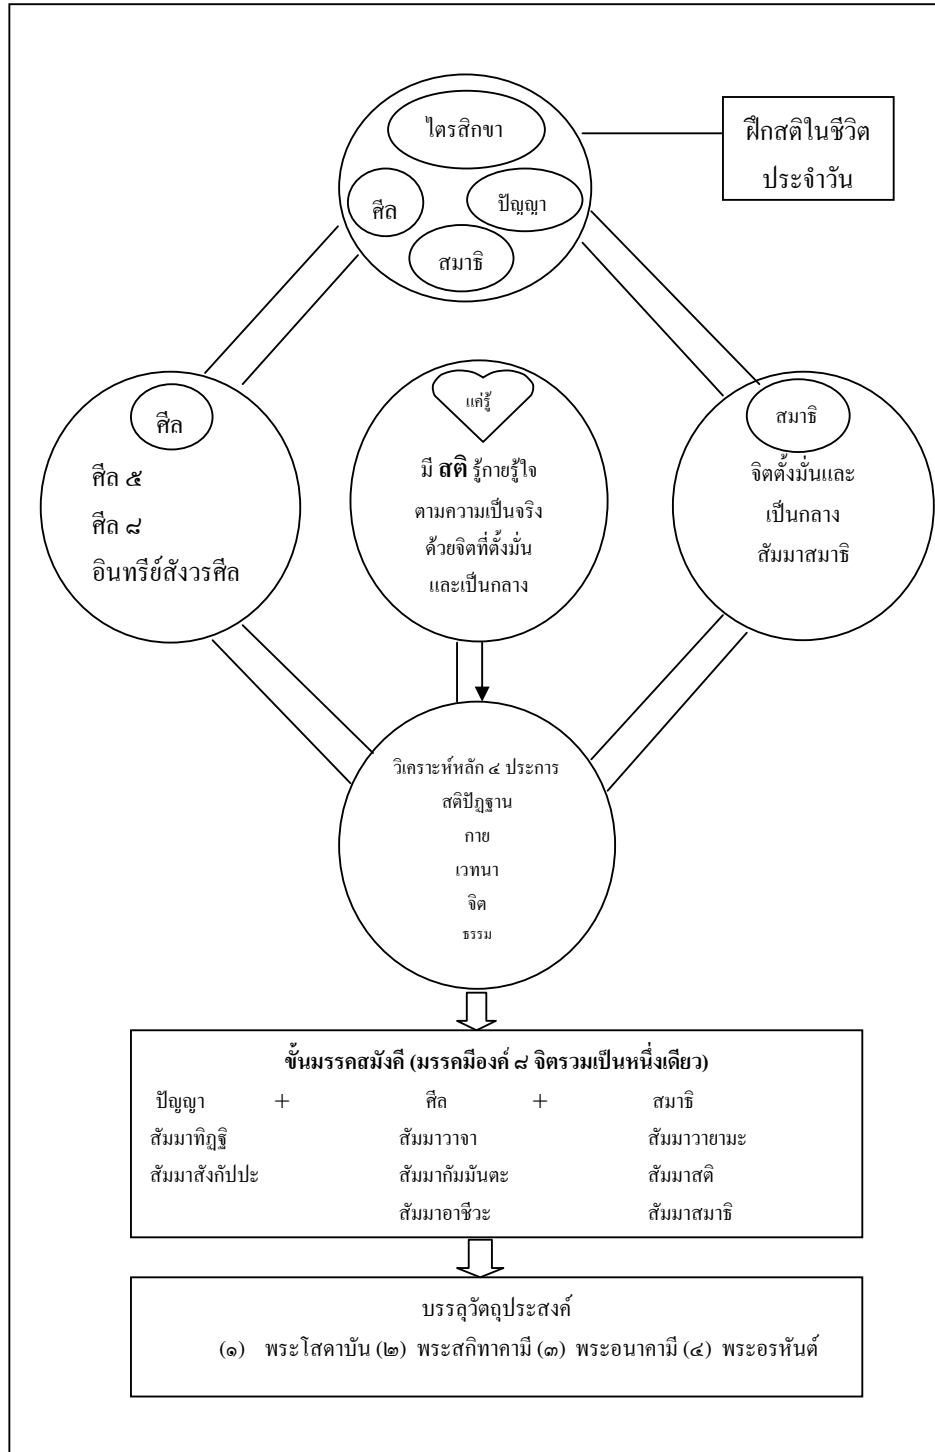 ไตรสิกขา
ศีล
ปัญญา
สมาธิ
ฝึกสติในชีวิต
ประจำวัน
ศีล
ศีล ๕
ศีล ๘
อินทรีย์สังวรศีล
แค่รู้
มี สติ รู้กายรู้ใจ
ตามความเป็นจริง
ด้วยจิตที่ตั้งมั่น
และเป็นกลาง
สมาธิ
จิตตั้งมั่นและ
เป็นกลาง
สัมมาสมาธิ
วิเคราะห์หลัก ๔ ประการ
สติปัฏฐาน
กาย
เวทนา
จิต
ธรรม
ขั้นมรรคสมังคี (มรรคมีองค์ ๘ จิตรวมเป็นหนึ่งเดียว)
ปัญญา + ศีล + สมาธิ
สัมมาทิฏฐิ สัมมาวาจา สัมมาวายามะ
สัมมาสังกัปปะ สัมมากัมมันตะ สัมมาสติ
สัมมาอาชีวะ สัมมาสมาธิ
บรรลุวัตถุประสงค์
(๑) พระโสดาบัน (๒) พระสกิทาคามี (๓) พระอนาคามี (๔) พระอรหันต์